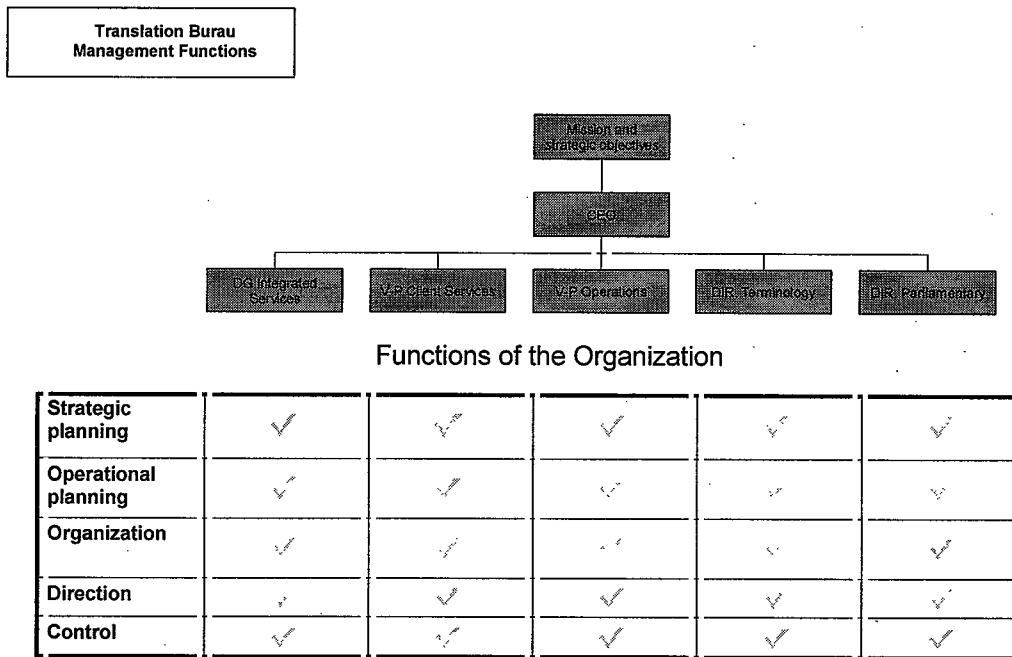 Translation Burau
Management Functions
Mission and
strategic objectives
CEO
DG Integrated
Services
V-P Client Services
V-P Operations
DIR. Terminology
DIR. Parliamentary
Functions of the Organization
Strategic
planning
Operational
planning
Organization
Direction
Control